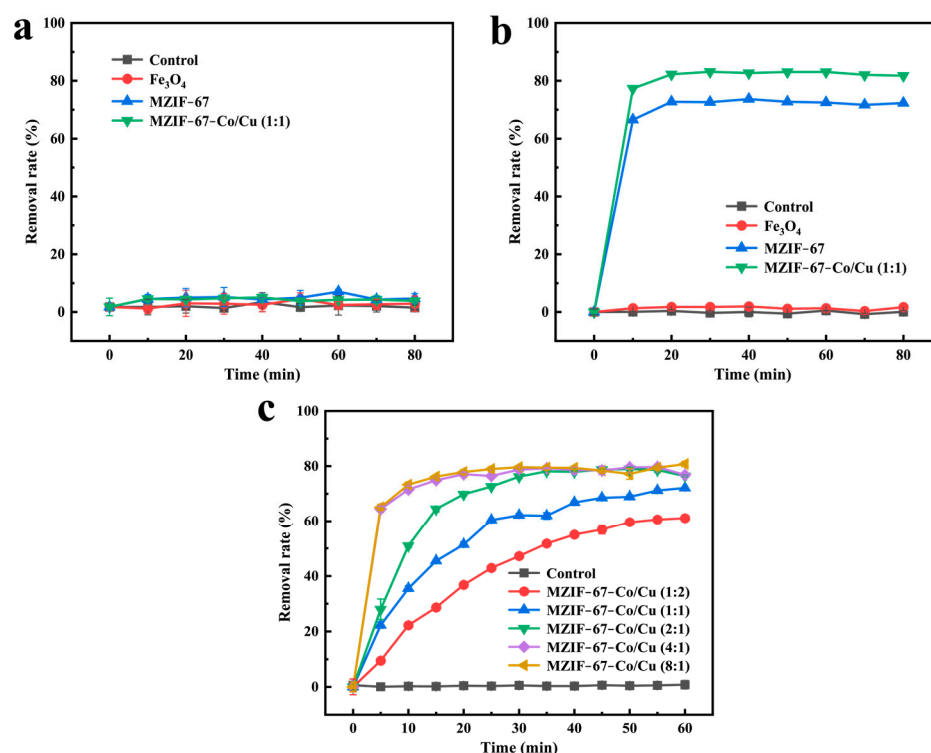 a
100
80
60
40
20
0
Removal rate (%)
Control
Fe₃O₄
MZIF-67
MZIF-67-Co/Cu (1:1)
0 20 40 60 80
Time (min)
b
100
80
60
40
20
0
Removal rate (%)
Control
Fe₃O₄
MZIF-67
MZIF-67-Co/Cu (1:1)
0 20 40 60 80
Time (min)
c
100
80
60
40
20
0
Removal rate (%)
Control
MZIF-67-Co/Cu (1:2)
MZIF-67-Co/Cu (1:1)
MZIF-67-Co/Cu (2:1)
MZIF-67-Co/Cu (4:1)
MZIF-67-Co/Cu (8:1)
0 10 20 30 40 50 60
Time (min)